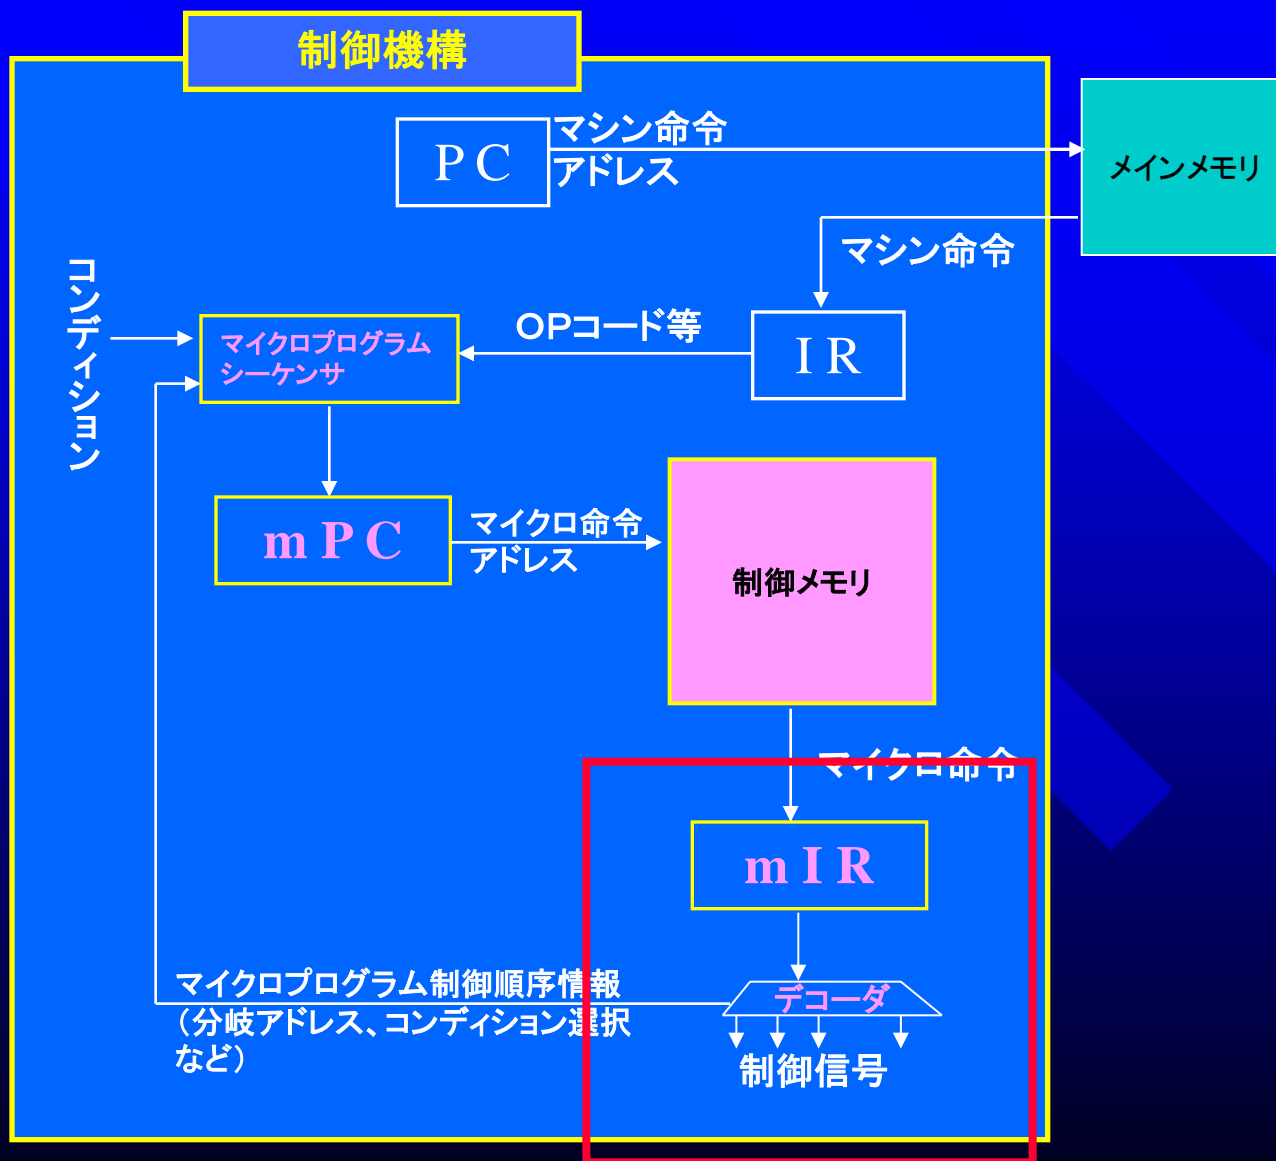 制御機構
PC
マシン命令
アドレス
メインメモリ
マシン命令
コンディション
マイクロプログラム
シーケンサ
OPコード等
IR
mPC
マイクロ命令
アドレス
制御メモリ
マイクロ命令
mIR
マイクロプログラム制御順序情報
（分岐アドレス、コンディション選択
など）
デコーダ
制御信号